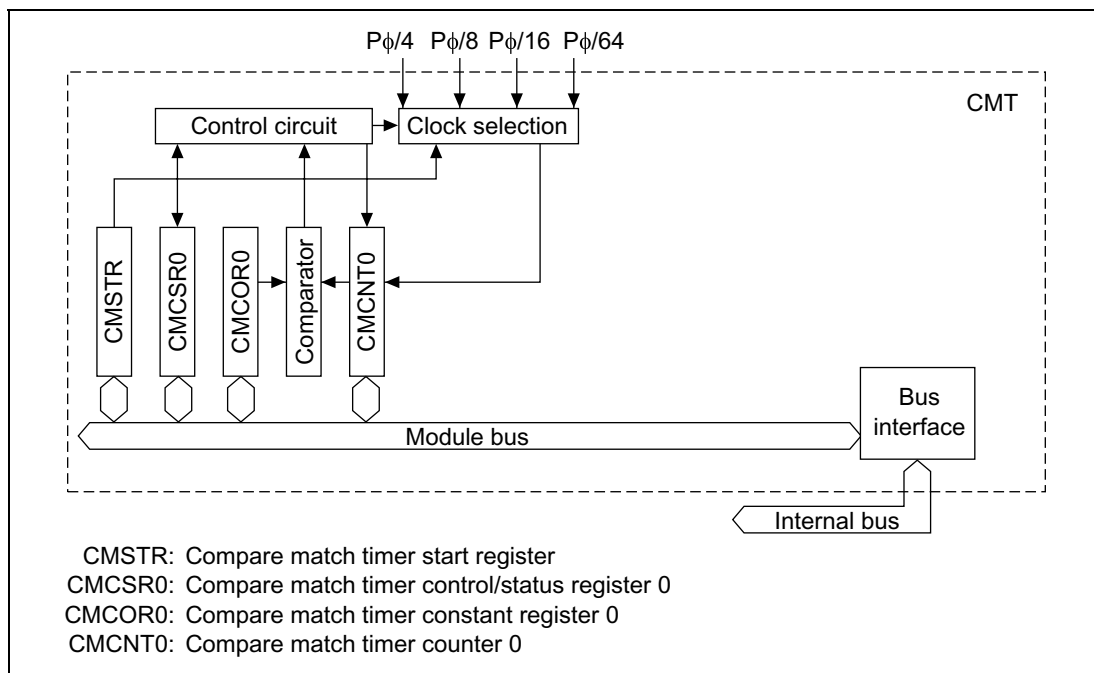 Pϕ/4 Pϕ/8 Pϕ/16 Pϕ/64
CMT
Control circuit
Clock selection
CMSTR
CMCSR0
CMCOR0
Comparator
CMCNT0
Bus
interface
Module bus
Internal bus
CMSTR: Compare match timer start register
CMCSR0: Compare match timer control/status register 0
CMCOR0: Compare match timer constant register 0
CMCNT0: Compare match timer counter 0